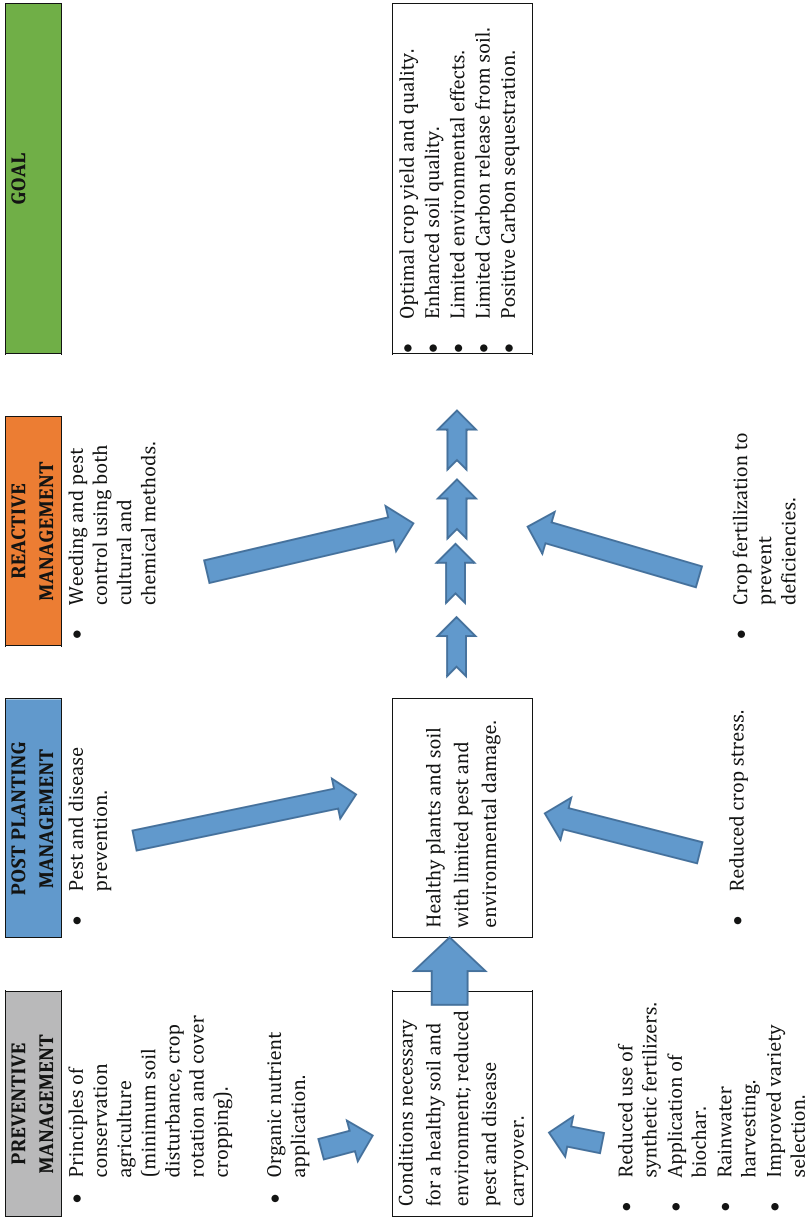 PREVENTIVE
MANAGEMENT
• Principles of
conservation
agriculture
(minimum soil
disturbance, crop
rotation and cover
cropping).
• Organic nutrient
application.
Conditions necessary
for a healthy soil and
environment; reduced
pest and disease
carryover.
• Reduced use of
synthetic fertilizers.
• Application of
biochar.
• Rainwater
harvesting.
• Improved variety
selection.
POST PLANTING
MANAGEMENT
• Pest and disease
prevention.
Healthy plants and soil
with limited pest and
environmental damage.
• Reduced crop stress.
REACTIVE
MANAGEMENT
• Weeding and pest
control using both
cultural and
chemical methods.
• Crop fertilization to
prevent
deficiencies.
GOAL
• Optimal crop yield and quality.
• Enhanced soil quality.
• Limited environmental effects.
• Limited Carbon release from soil.
• Positive Carbon sequestration.